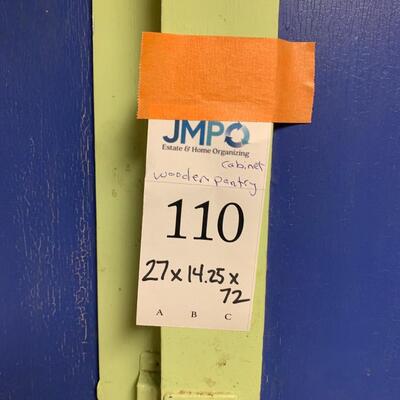 JMPO
Estate & Home Organizing
cabinet
wooden pantry
110
27 x 14.25 x
72
A B C